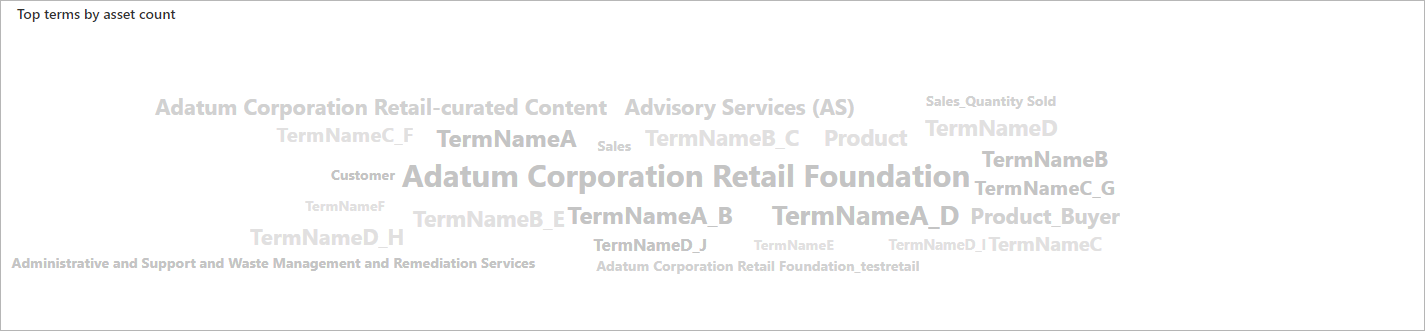 Top terms by asset count
Adatum Corporation Retail-curated Content Advisory Services (AS) Sales_Quantity Sold
TermNameC_F TermNameA Sales TermNameB_C Product TermNameD
TermNameB
Customer Adatum Corporation Retail Foundation TermNameC_G
TermNameF TermNameB_E TermNameA_B TermNameA_D Product_Buyer
TermNameD_H TermNameD_J TermNameE TermNameD_I TermNameC
Administrative and Support and Waste Management and Remediation Services Adatum Corporation Retail Foundation_testretail